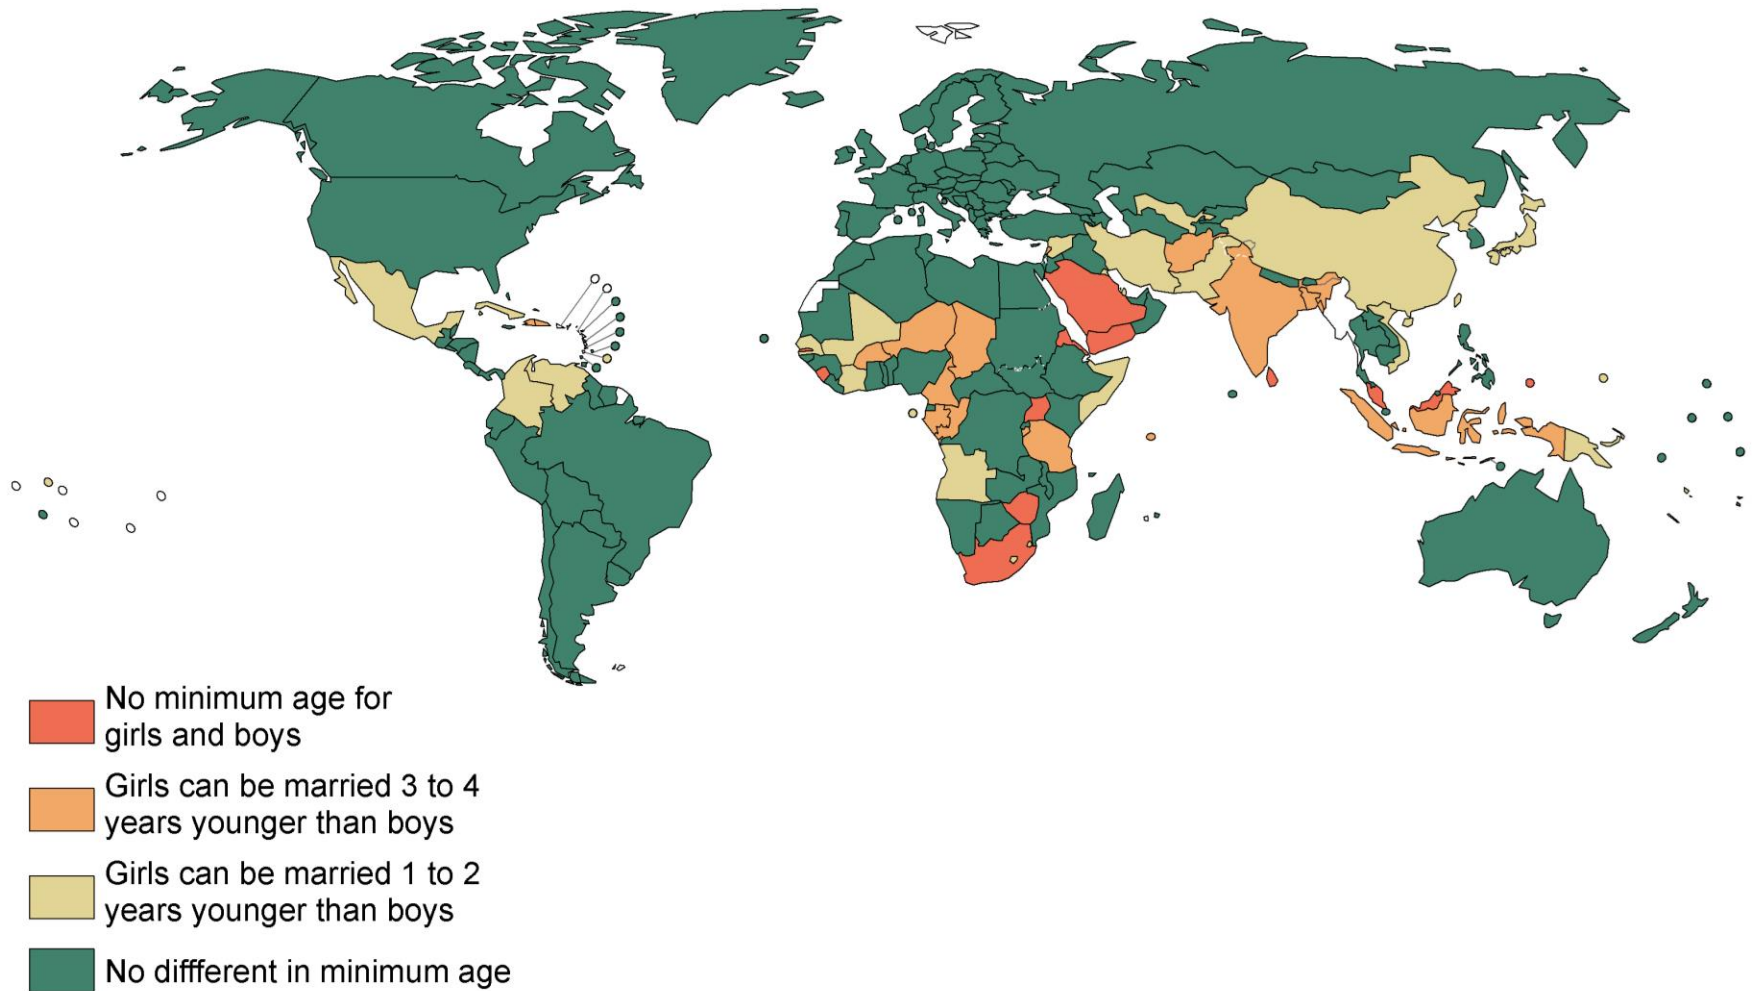 No minimum age for
girls and boys
Girls can be married 3 to 4
years younger than boys
Girls can be married 1 to 2
years younger than boys
No diffferent in minimum age